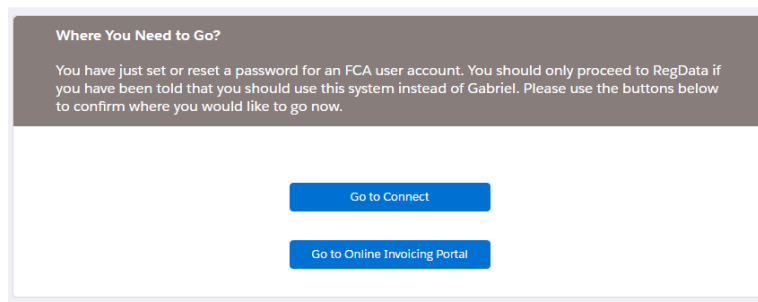 Where You Need to Go?
You have just set or reset a password for an FCA user account. You should only proceed to RegData if
you have been told that you should use this system instead of Gabriel. Please use the buttons below
to confirm where you would like to go now.
Go to Connect
Go to Online Invoicing Portal